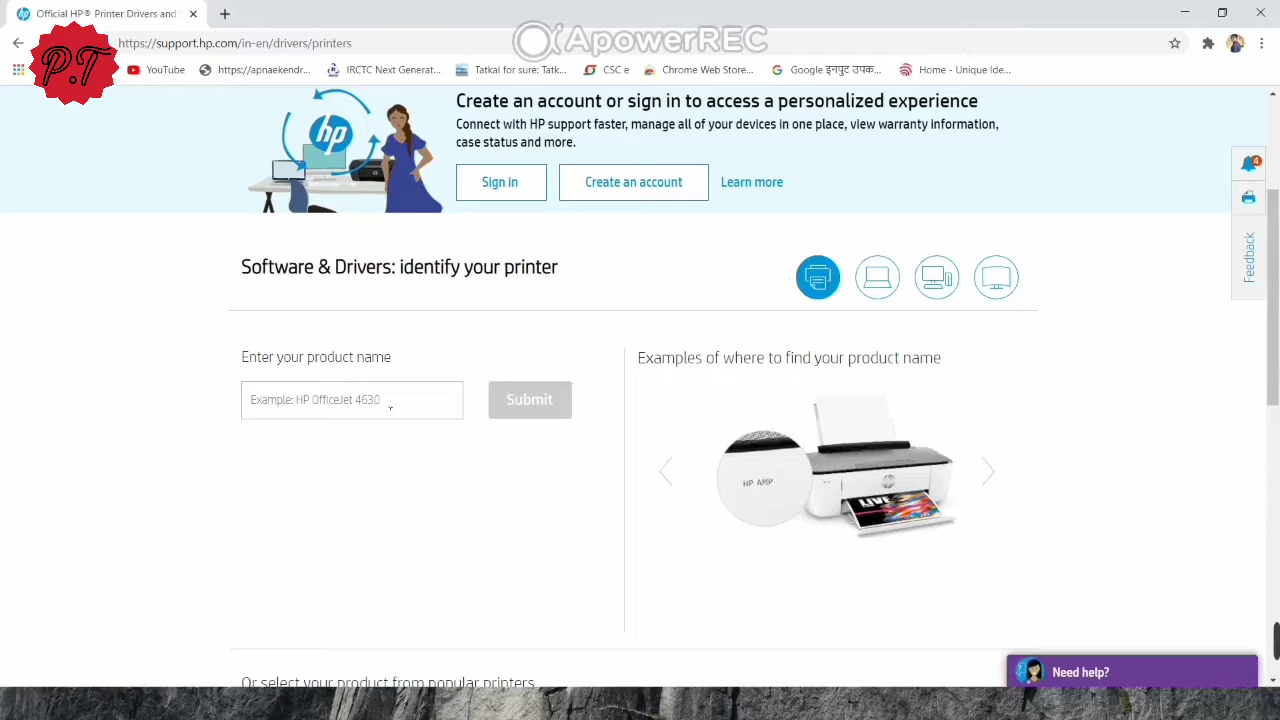 Official HP® Printer Drivers and
ApowerREC
https://support.hp.com/in-en/drivers/printers
P.T
YouTube
https://apnaekendr...
IRCTC Next Generat...
Tatkal for sure: Tatk...
CSC e
Chrome Web Store...
Google इनपुट उपक...
Home - Unique Ide...
Create an account or sign in to access a personalized experience
Connect with HP support faster, manage all of your devices in one place, view warranty information,
case status and more.
hp
Sign in
Create an account
Learn more
4
Feedback
Software & Drivers: identify your printer
Enter your product name
Example: HP OfficeJet 4630
Submit
Examples of where to find your product name
HP AMP
LIVE
Need help?
Or select your product from popular printers